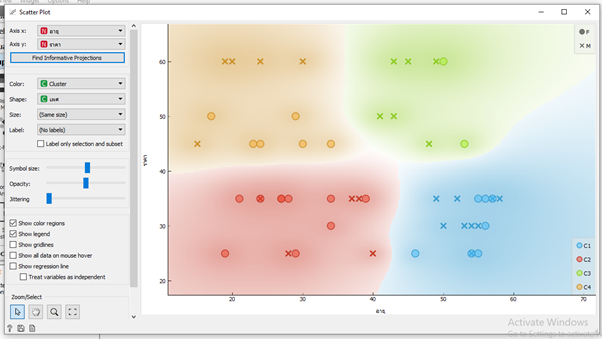 View Widget Options Help
Scatter Plot
Axis x: N อายุ
Axis y: N ราคา
Find Informative Projections
Color: C Cluster
Shape: C เพศ
Size: (Same size)
Label: (No labels)
Label only selection and subset
Symbol size:
Opacity:
Jittering
Show color regions
Show legend
Show gridlines
Show all data on mouse hover
Show regression line
Treat variables as independent
Zoom/Select
ราคา
60
50
40
30
20
20
30
40
50
60
70
อายุ
F
M
C1
C2
C3
C4
Activate Windows
Go to Settings to activate